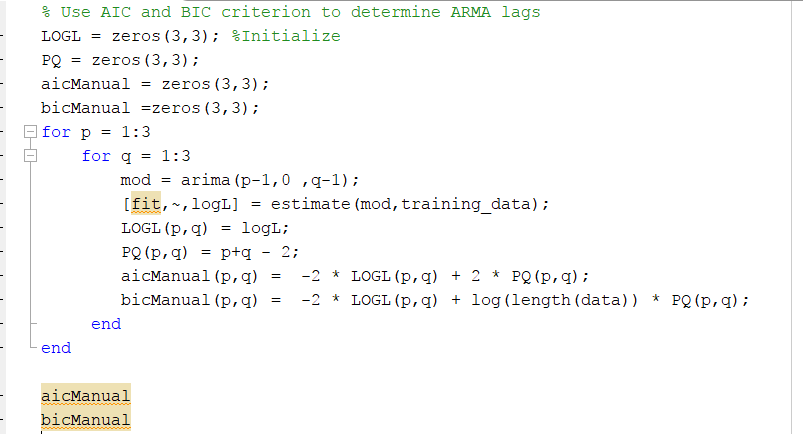 % Use AIC and BIC criterion to determine ARMA lags
LOGL = zeros(3,3); %Initialize
PQ = zeros(3,3);
aicManual = zeros(3,3);
bicManual =zeros(3,3);
for p = 1:3
    for q = 1:3
        mod = arima(p-1,0 ,q-1);
        [fit,~,logL] = estimate(mod,training_data);
        LOGL(p,q) = logL;
        PQ(p,q) = p+q - 2;
        aicManual(p,q) =  -2 * LOGL(p,q) + 2 * PQ(p,q);
        bicManual(p,q) =  -2 * LOGL(p,q) + log(length(data)) * PQ(p,q);
     end
end
aicManual
bicManual